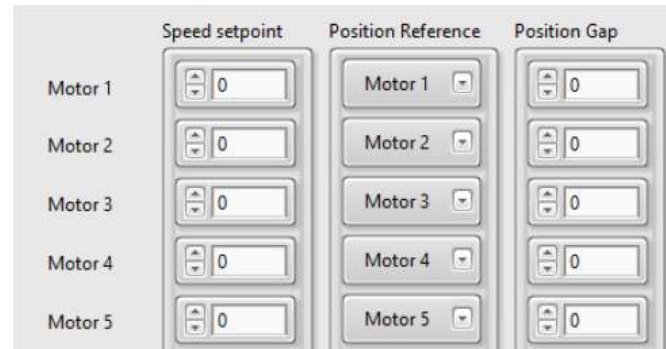 Speed setpoint Position Reference Position Gap
Motor 1 0 Motor 1 0
Motor 2 0 Motor 2 0
Motor 3 0 Motor 3 0
Motor 4 0 Motor 4 0
Motor 5 0 Motor 5 0